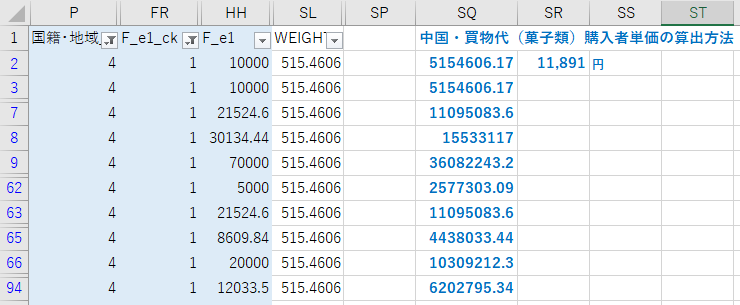 P FR HH SL SP SQ SR SS ST
1 国籍・地域 F_e1_ck F_e1 WEIGHT 中国・買物代（菓子類）購入者単価の算出方法
2 4 1 10000 515.4606 5154606.17 11,891 円
3 4 1 10000 515.4606 5154606.17
7 4 1 21524.6 515.4606 11095083.6
8 4 1 30134.44 515.4606 15533117
9 4 1 70000 515.4606 36082243.2
62 4 1 5000 515.4606 2577303.09
63 4 1 21524.6 515.4606 11095083.6
65 4 1 8609.84 515.4606 4438033.44
66 4 1 20000 515.4606 10309212.3
94 4 1 12033.5 515.4606 6202795.34